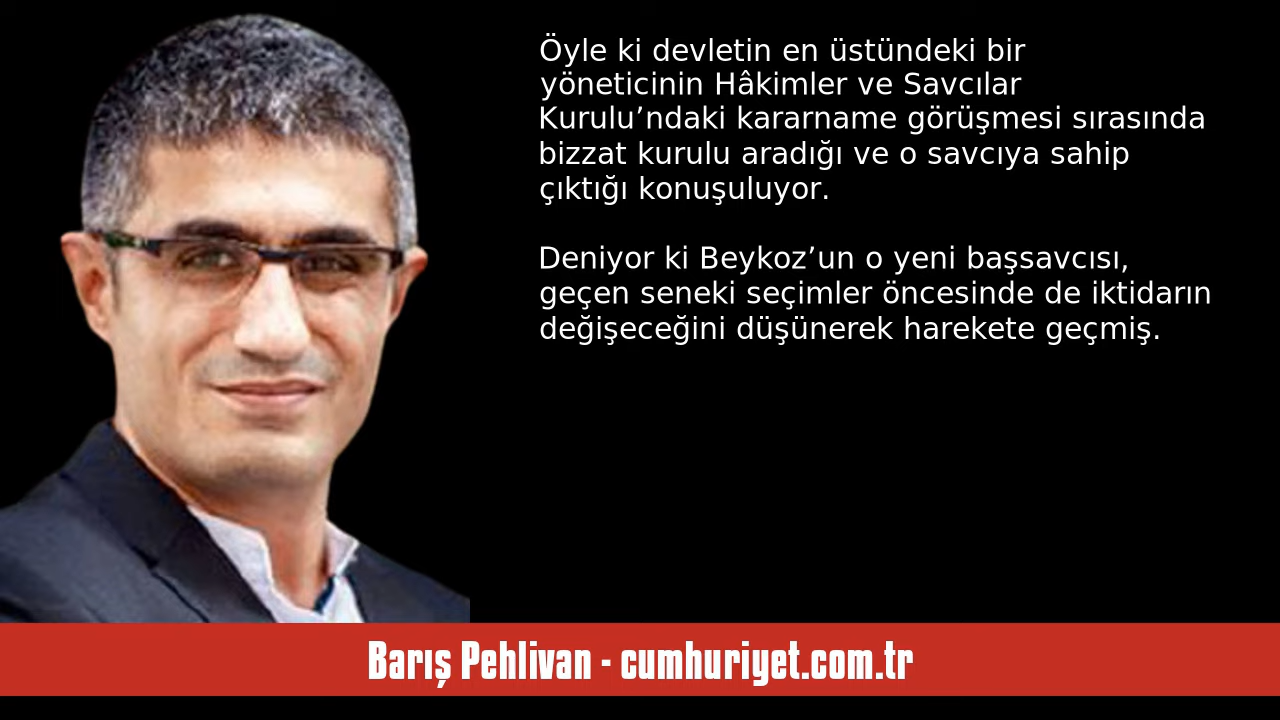 Öyle ki devletin en üstündeki bir
yöneticinin Hâkimler ve Savcılar
Kurulu’ndaki kararname görüşmesi sırasında
bizzat kurulu aradığı ve o savcıya sahip
çıktığı konuşuluyor.
Deniyor ki Beykoz’un o yeni başsavcısı,
geçen seneki seçimler öncesinde de iktidarın
değişeceğini düşünerek harekete geçmiş.
Barış Pehlivan - cumhuriyet.com.tr